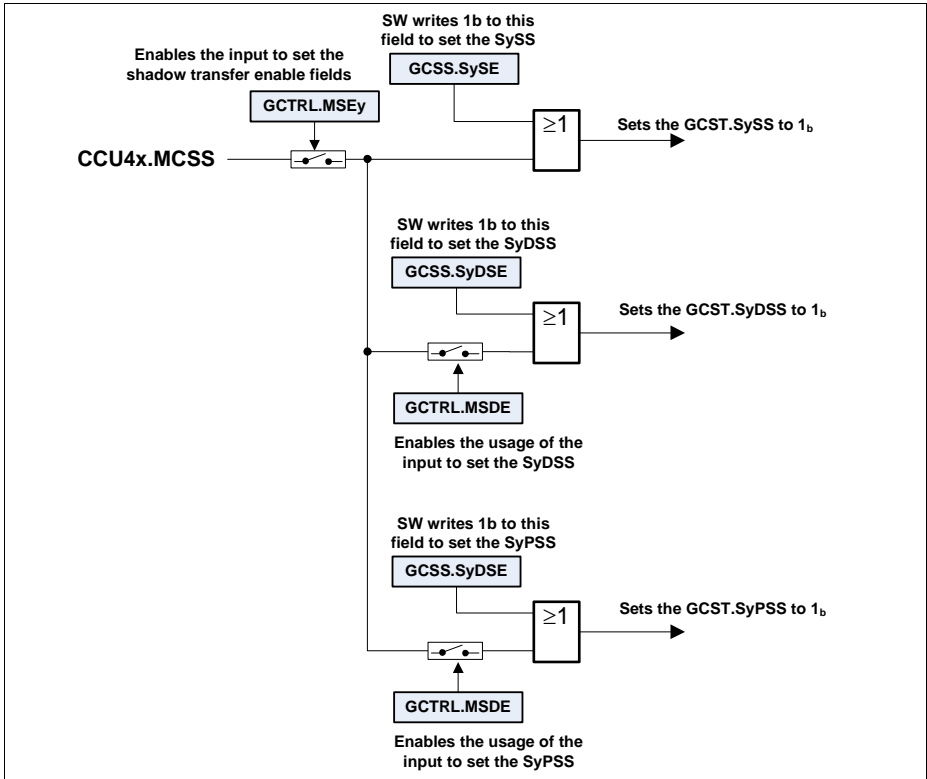 SW writes 1b to this
field to set the SySS
Enables the input to set the
shadow transfer enable fields
GCSS.SySE
GCTRL.MSEy
≥1
Sets the GCST.SySS to 1b
CCU4x.MCSS
SW writes 1b to this
field to set the SyDSS
GCSS.SyDSE
≥1
Sets the GCST.SyDSS to 1b
GCTRL.MSDE
Enables the usage of the
input to set the SyDSS
SW writes 1b to this
field to set the SyPSS
GCSS.SyDSE
≥1
Sets the GCST.SyPSS to 1b
GCTRL.MSDE
Enables the usage of the
input to set the SyPSS